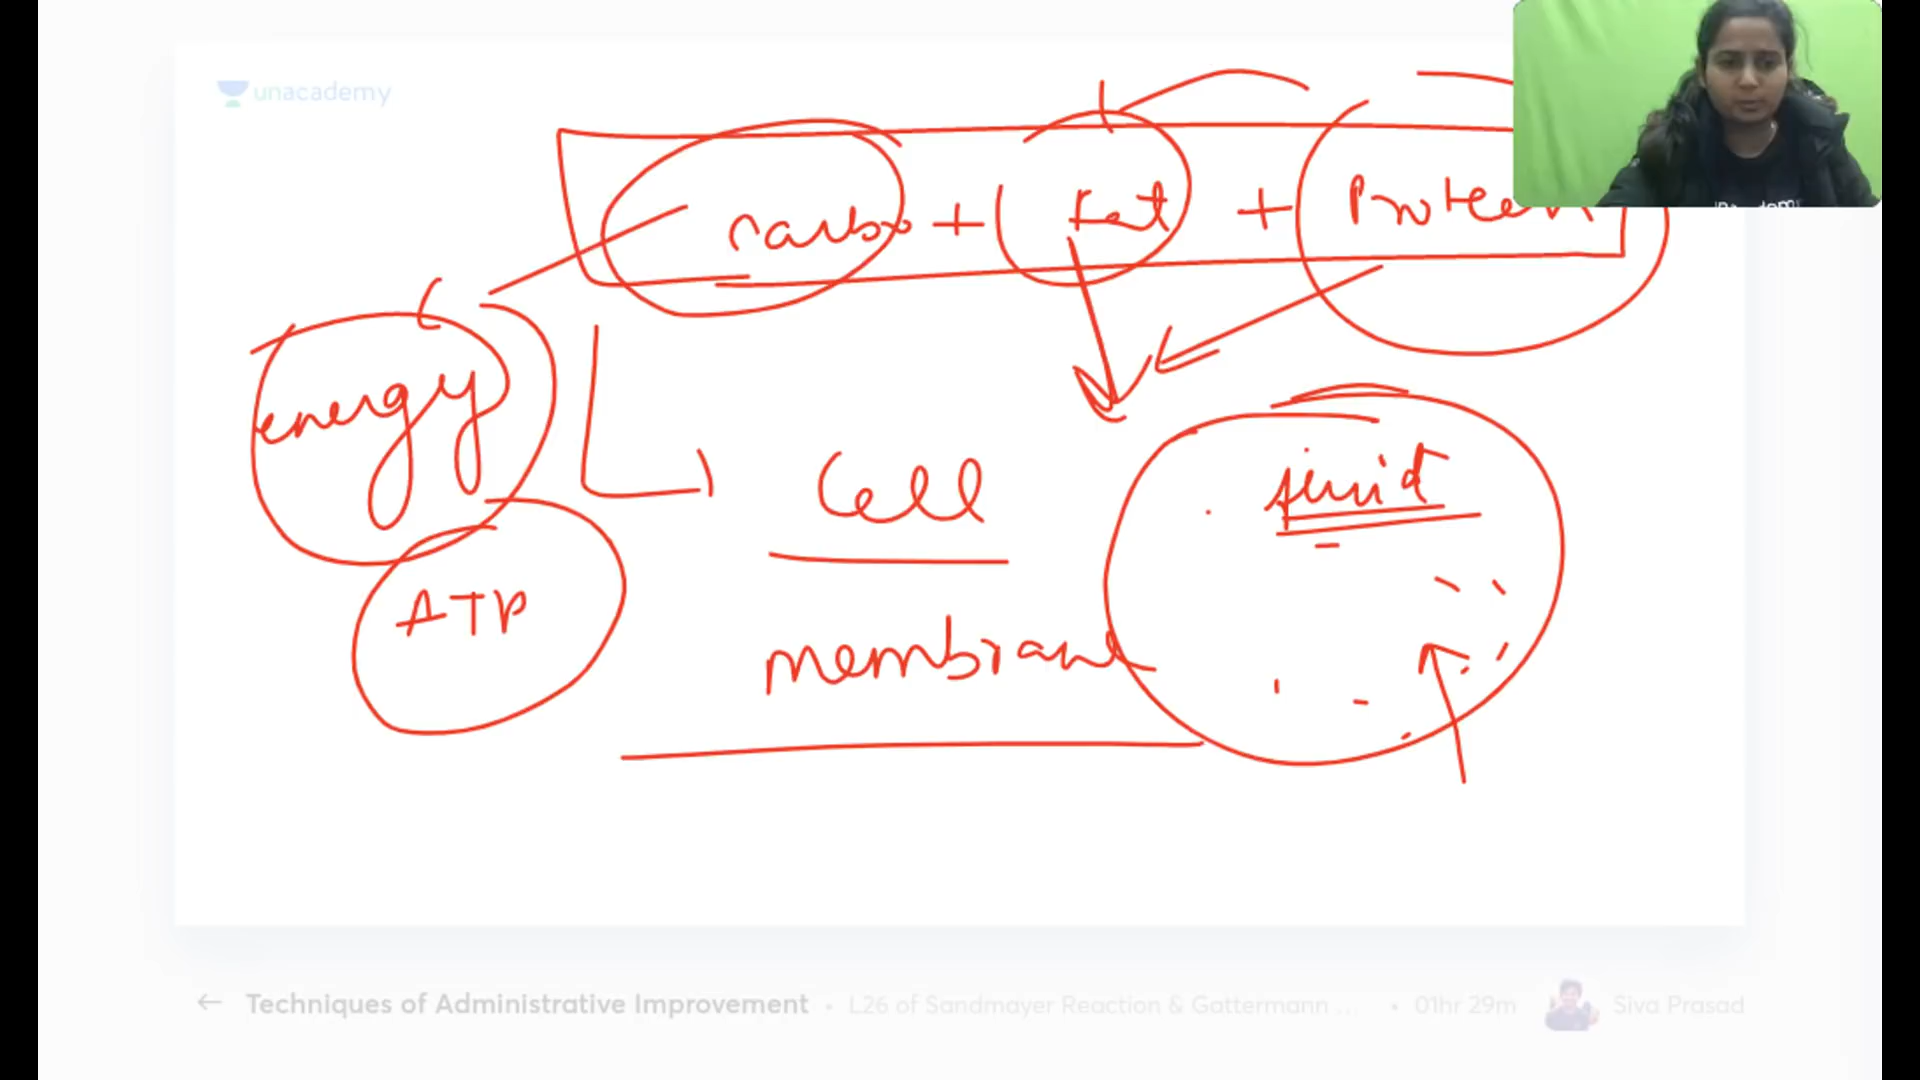 unacademy
carbo + Fat + Protein
energy
Cell
fluid
ATP
membrane
Techniques of Administrative Improvement • L26 of Sandmayer Reaction & Gattermann ... • 01hr 29m Siva Prasad